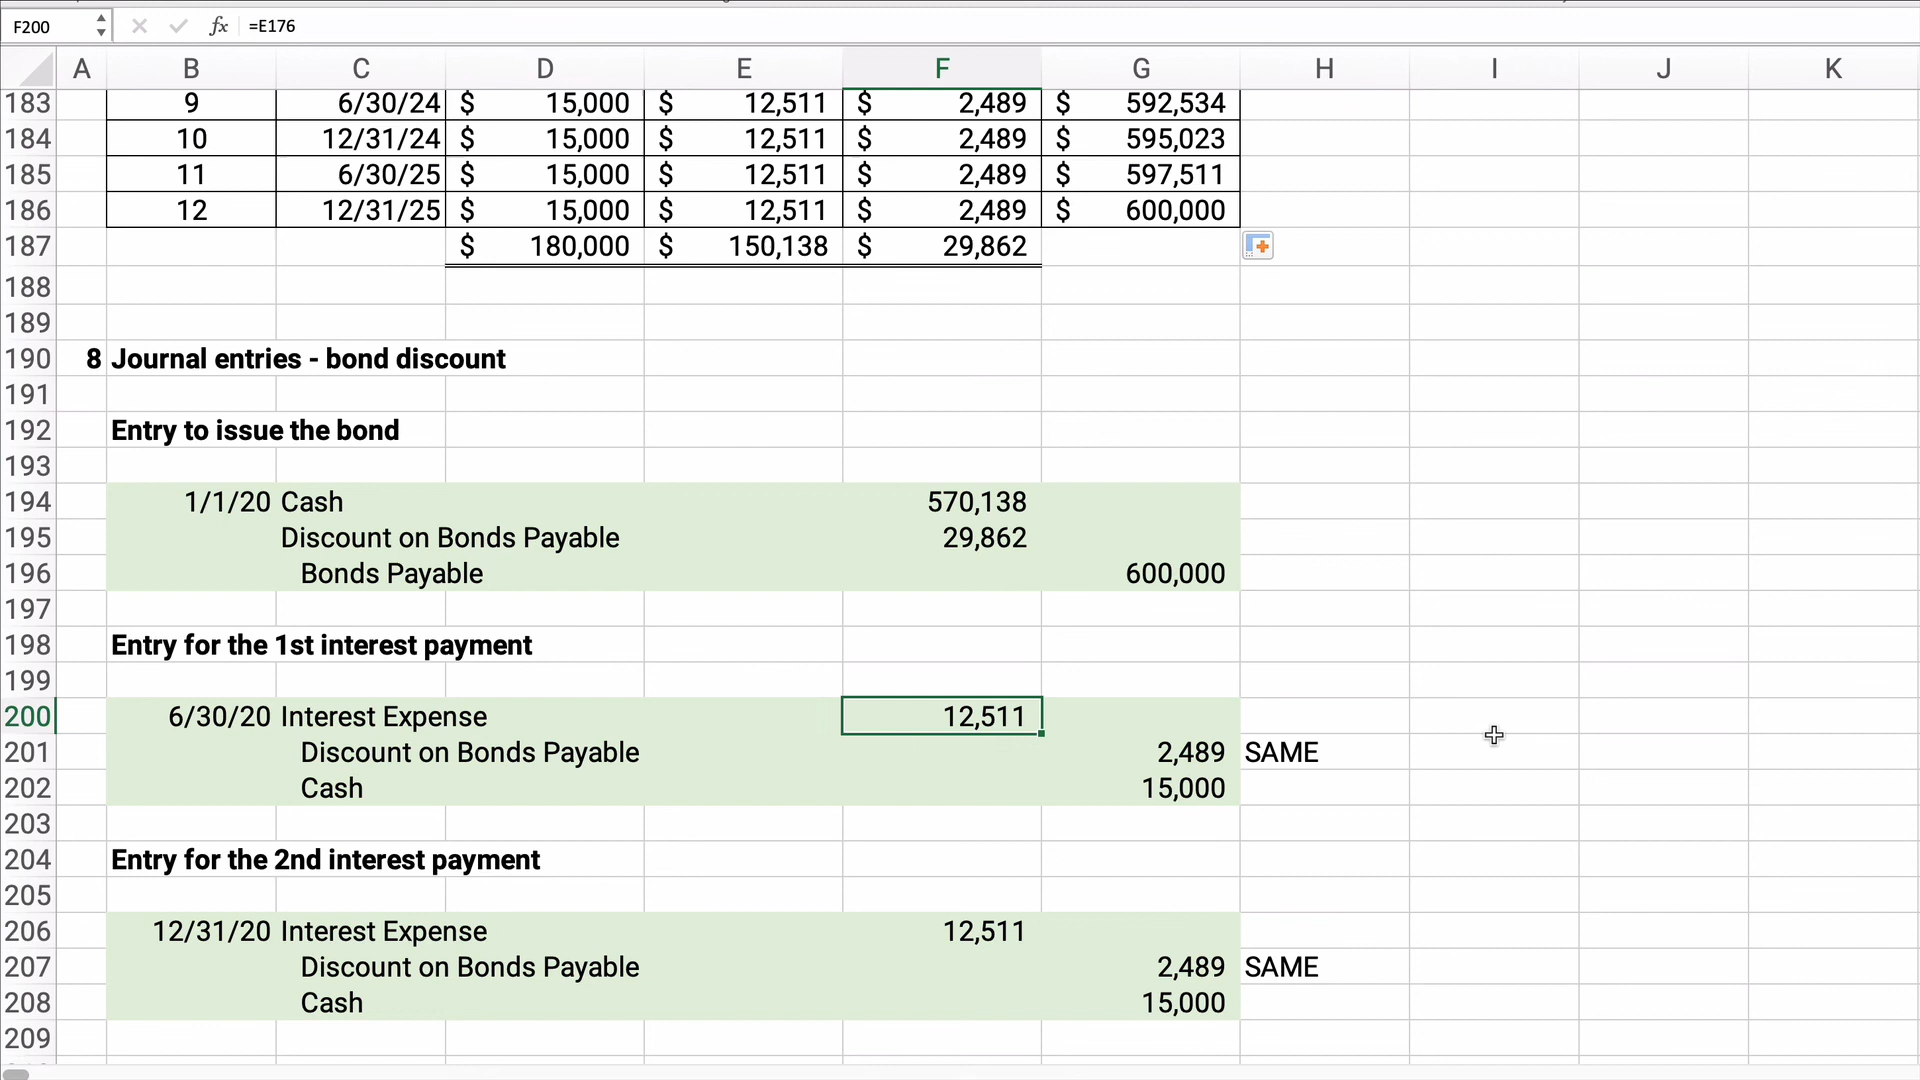 F200 fx =E176
A B C D E F G H I J K
183 9 6/30/24 $ 15,000 $ 12,511 $ 2,489 $ 592,534
184 10 12/31/24 $ 15,000 $ 12,511 $ 2,489 $ 595,023
185 11 6/30/25 $ 15,000 $ 12,511 $ 2,489 $ 597,511
186 12 12/31/25 $ 15,000 $ 12,511 $ 2,489 $ 600,000
187 $ 180,000 $ 150,138 $ 29,862
188
189
190 8 Journal entries - bond discount
191
192 Entry to issue the bond
193
194 1/1/20 Cash 570,138
195 Discount on Bonds Payable 29,862
196 Bonds Payable 600,000
197
198 Entry for the 1st interest payment
199
200 6/30/20 Interest Expense 12,511
201 Discount on Bonds Payable 2,489 SAME
202 Cash 15,000
203
204 Entry for the 2nd interest payment
205
206 12/31/20 Interest Expense 12,511
207 Discount on Bonds Payable 2,489 SAME
208 Cash 15,000
209